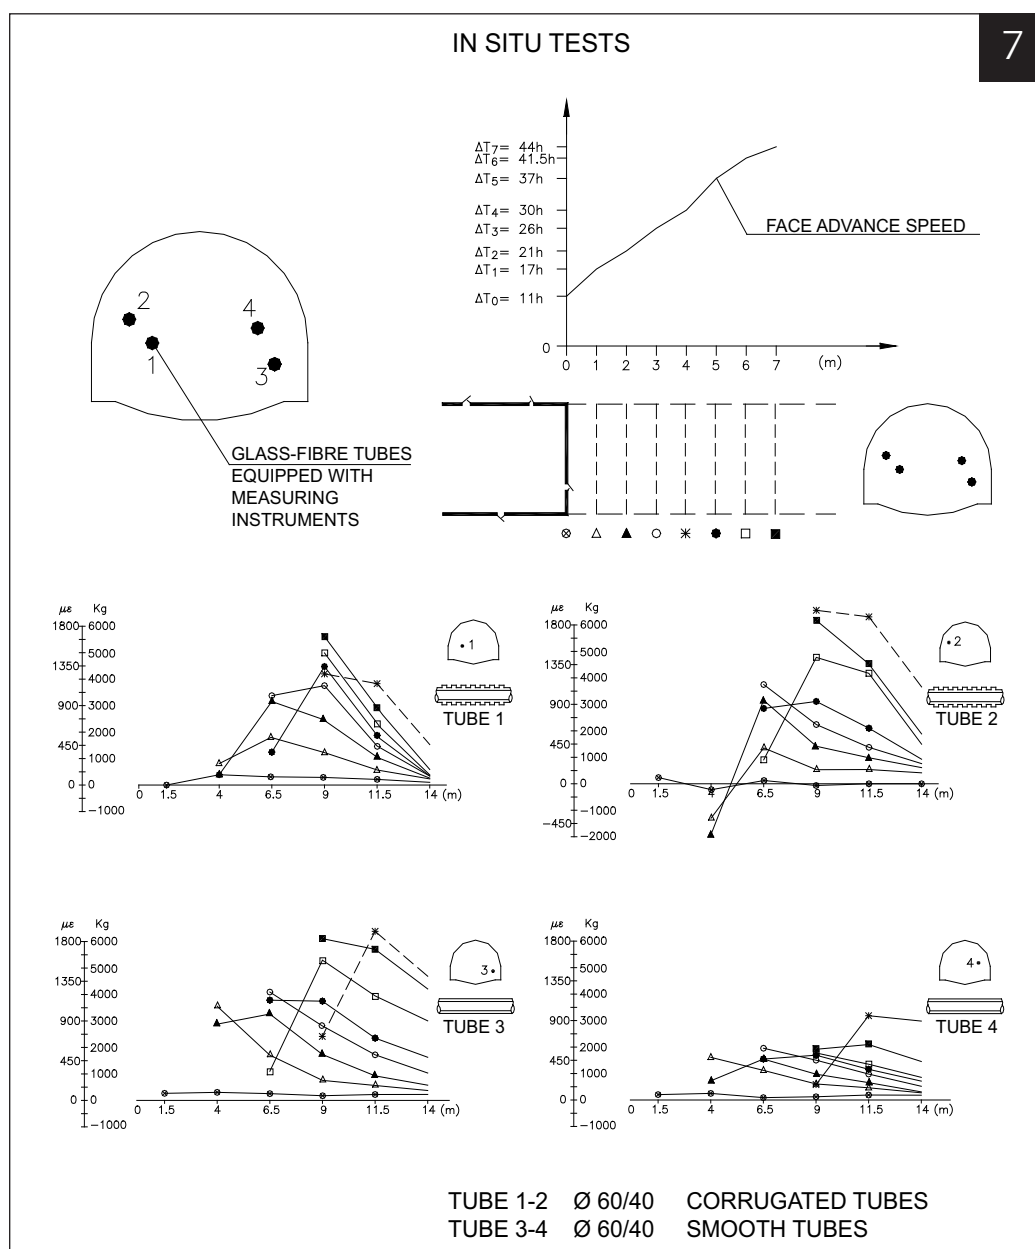 IN SITU TESTS
7
ΔT7= 44h
ΔT6= 41.5h
ΔT5= 37h
ΔT4= 30h
ΔT3= 26h
ΔT2= 21h
ΔT1= 17h
ΔT0= 11h
0
0 1 2 3 4 5 6 7 (m)
FACE ADVANCE SPEED
2
4
1
3
GLASS-FIBRE TUBES
EQUIPPED WITH
MEASURING
INSTRUMENTS
με Kg
1800 6000
5000
1350
4000
900 3000
2000
450
1000
0 0
-1000
0 1.5 4 6.5 9 11.5 14 (m)
1
TUBE 1
με Kg
1800 6000
5000
1350
4000
900 3000
2000
450
1000
0 0
-1000
-450
-2000
0 1.5 4 6.5 9 11.5 14 (m)
2
TUBE 2
με Kg
1800 6000
5000
1350
4000
900 3000
2000
450
1000
0 0
-1000
0 1.5 4 6.5 9 11.5 14 (m)
3
TUBE 3
με Kg
1800 6000
5000
1350
4000
900 3000
2000
450
1000
0 0
-1000
0 1.5 4 6.5 9 11.5 14 (m)
4
TUBE 4
TUBE 1-2 Ø 60/40 CORRUGATED TUBES
TUBE 3-4 Ø 60/40 SMOOTH TUBES